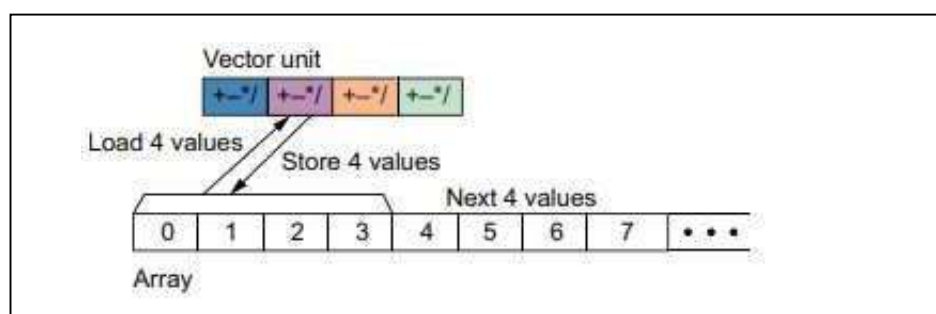 Vector unit
+–*/ +–*/ +–*/ +–*/
Load 4 values
Store 4 values
Next 4 values
0 1 2 3 4 5 6 7 • • •
Array